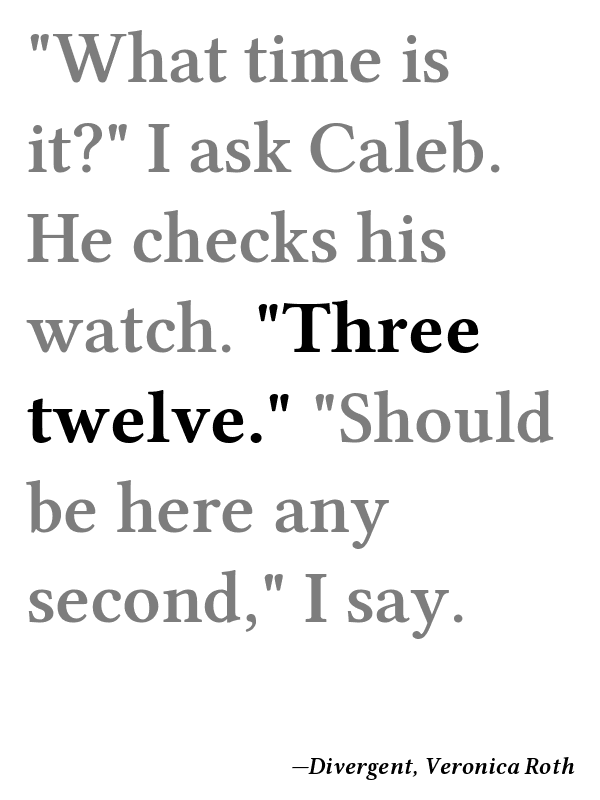 "What time is
it?" I ask Caleb.
He checks his
watch. "Three
twelve." "Should
be here any
second," I say.
—Divergent, Veronica Roth